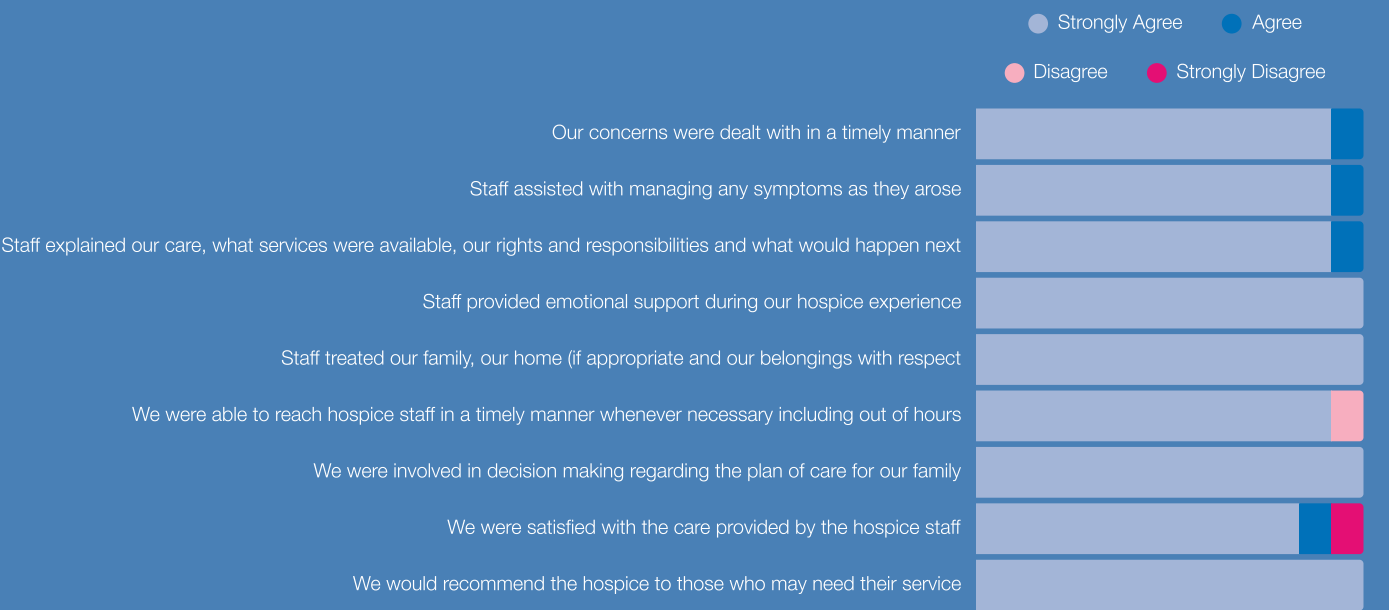 Strongly Agree Agree
Disagree Strongly Disagree
Our concerns were dealt with in a timely manner
Staff assisted with managing any symptoms as they arose
Staff explained our care, what services were available, our rights and responsibilities and what would happen next
Staff provided emotional support during our hospice experience
Staff treated our family, our home (if appropriate and our belongings with respect
We were able to reach hospice staff in a timely manner whenever necessary including out of hours
We were involved in decision making regarding the plan of care for our family
We were satisfied with the care provided by the hospice staff
We would recommend the hospice to those who may need their service